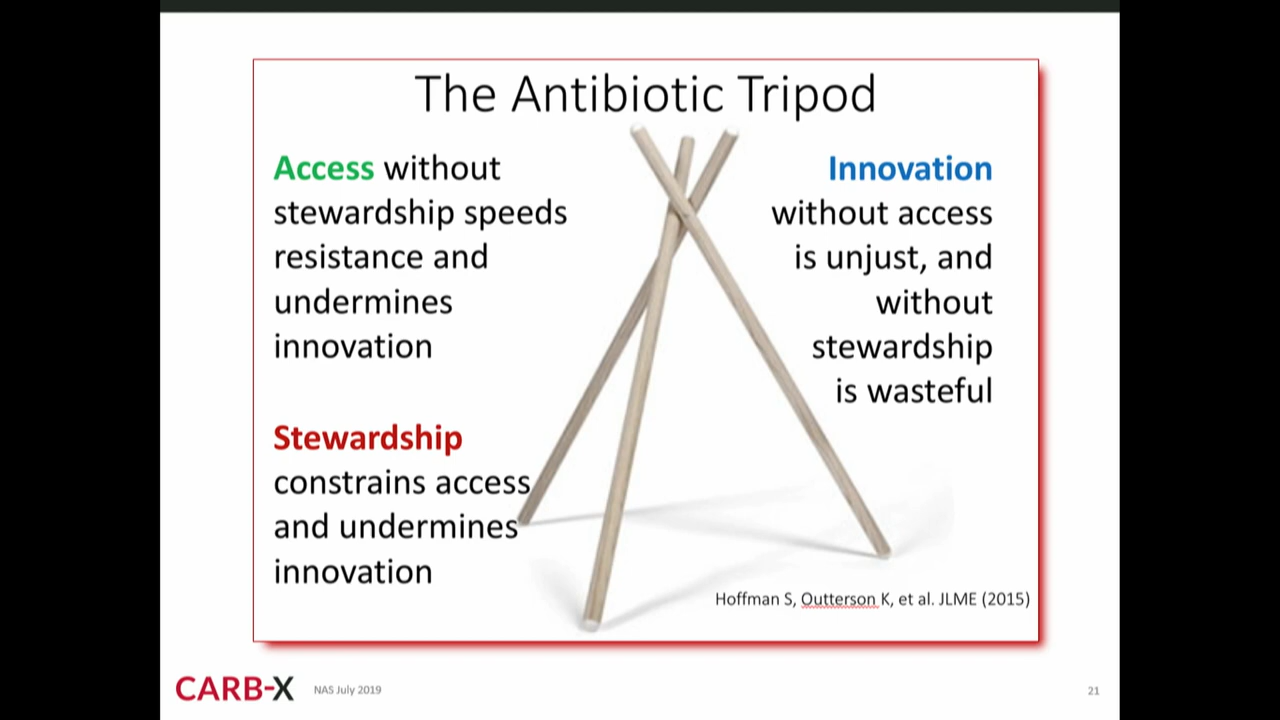 The Antibiotic Tripod
Access without
stewardship speeds
resistance and
undermines
innovation
Stewardship
constrains access
and undermines
innovation
Innovation
without access
is unjust, and
without
stewardship
is wasteful
Hoffman S, Outterson K, et al. JLME (2015)
CARB-X
NAS July 2019
21